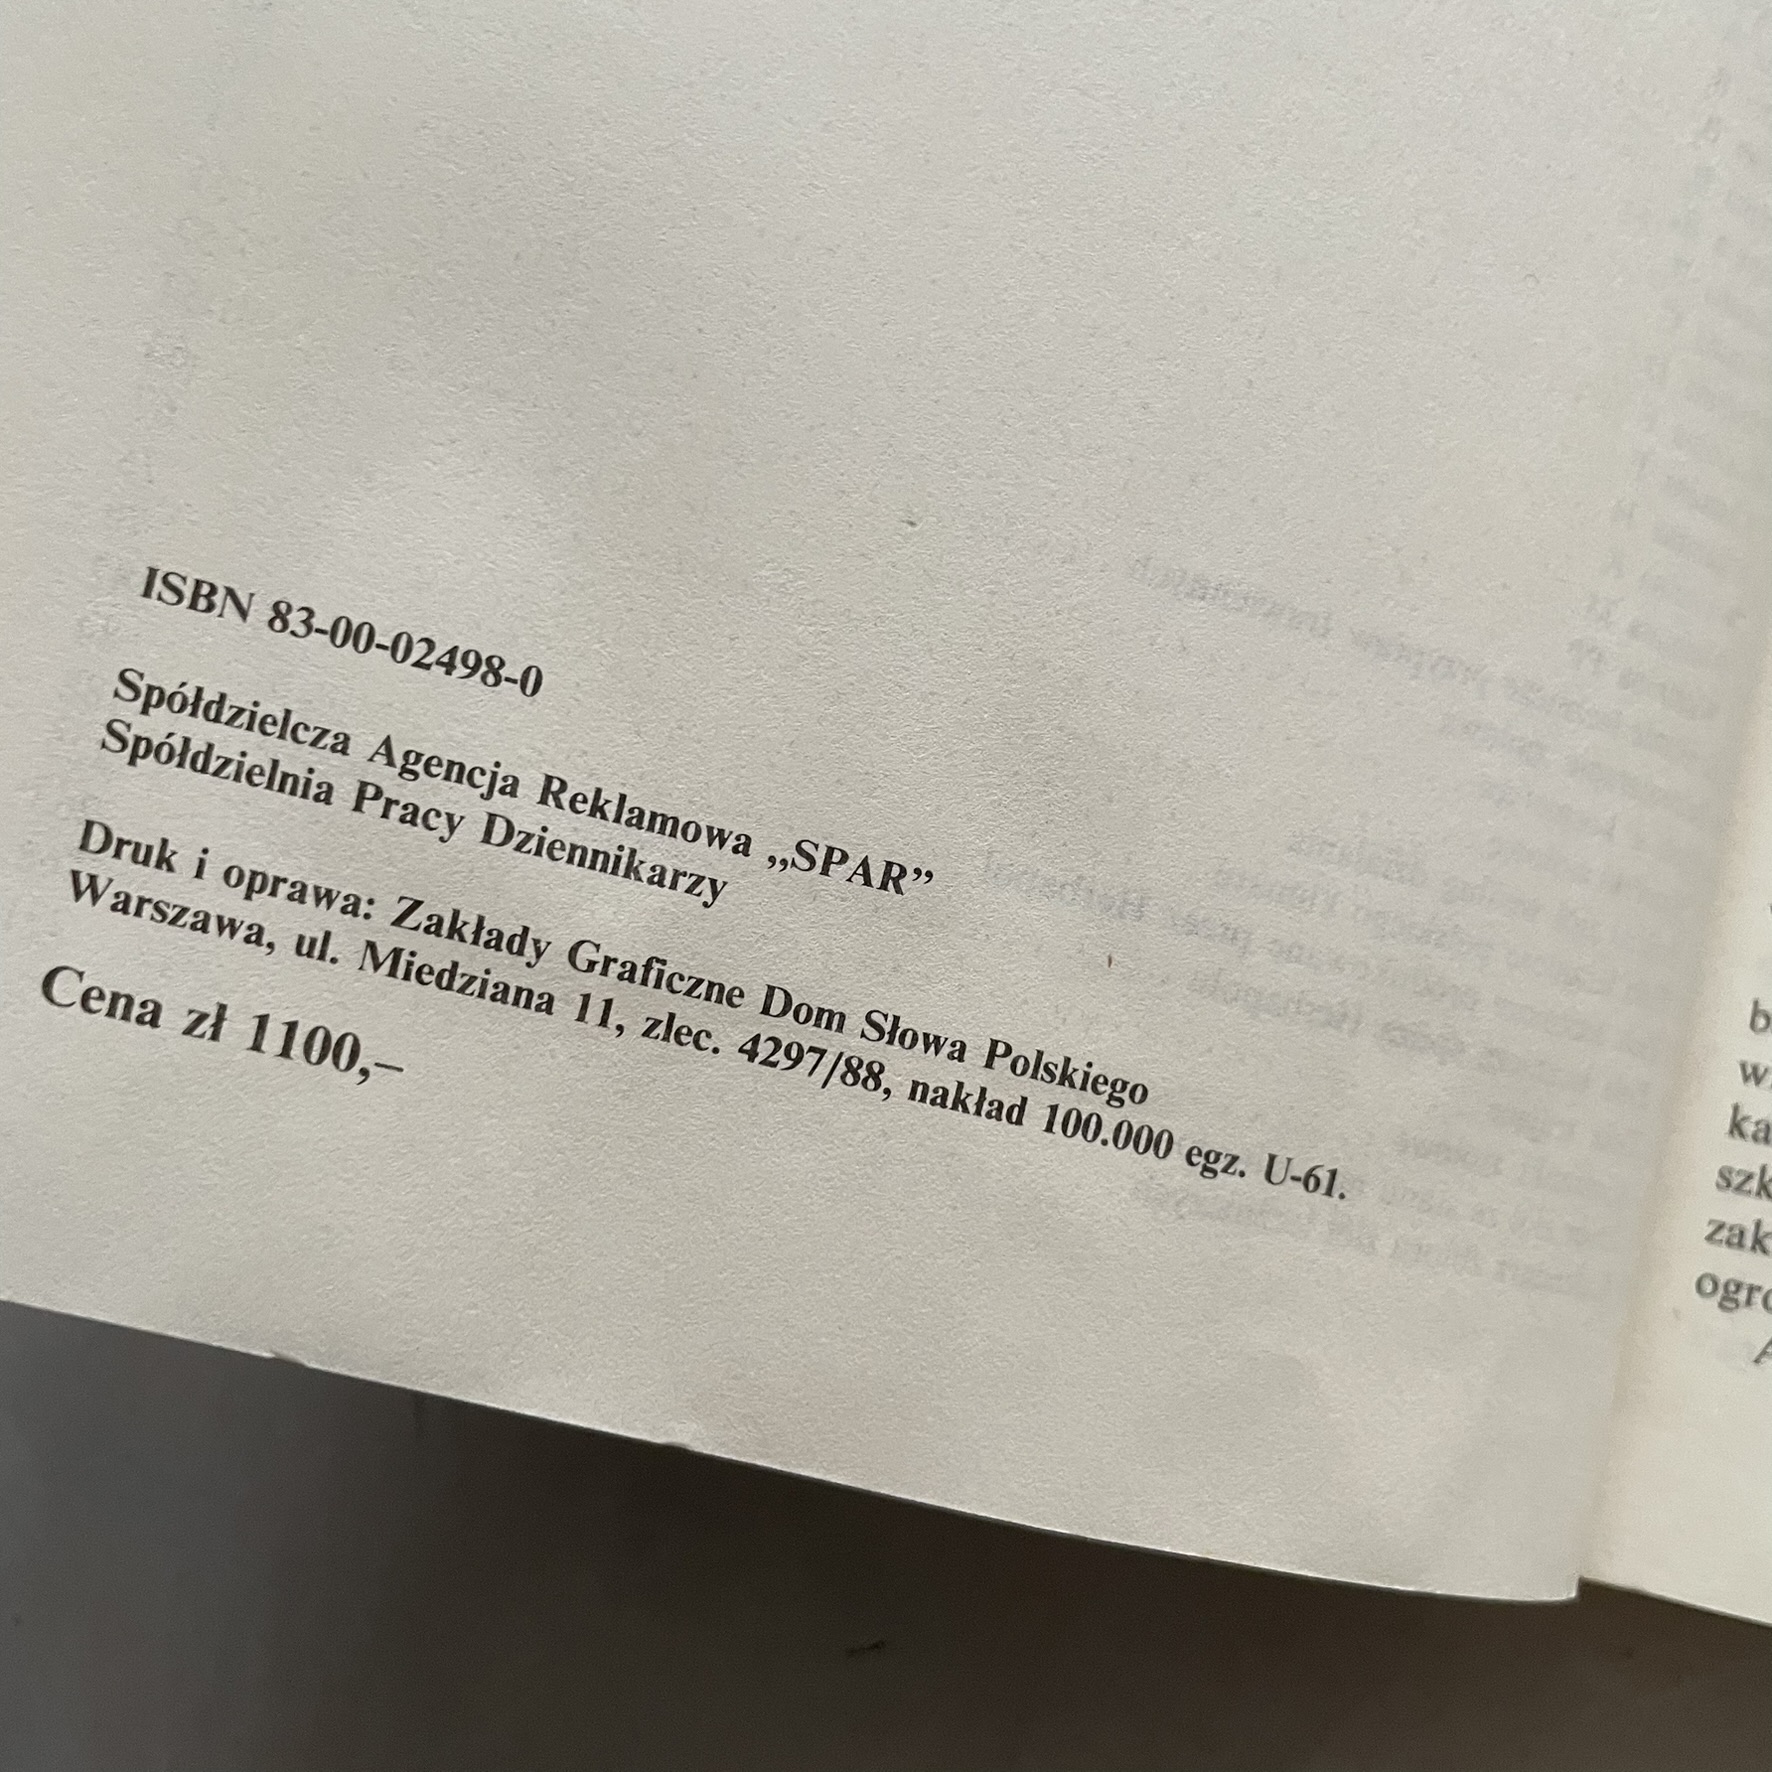 ISBN 83-00-02498-0
Spółdzielcza Agencja Reklamowa „SPAR”
Spółdzielnia Pracy Dziennikarzy
Druk i oprawa: Zakłady Graficzne Dom Słowa Polskiego
Warszawa, ul. Miedziana 11, zlec. 4297/88, nakład 100.000 egz. U-61.
Cena zł 1100,–